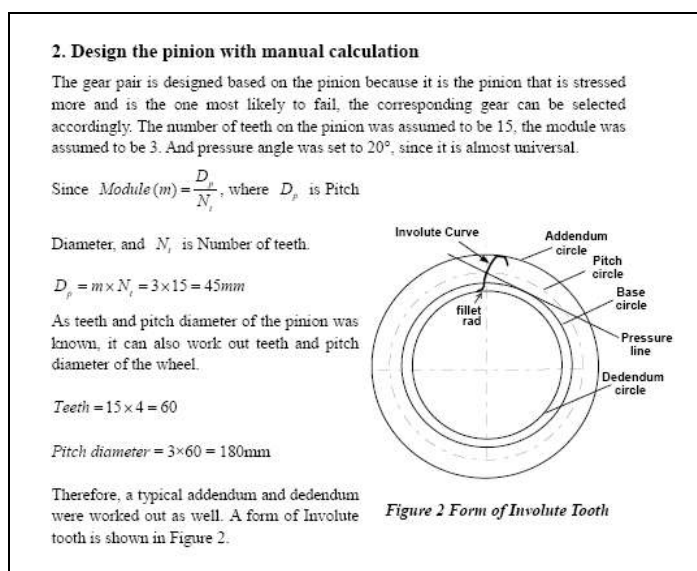 2. Design the pinion with manual calculation
The gear pair is designed based on the pinion because it is the pinion that is stressed
more and is the one most likely to fail, the corresponding gear can be selected
accordingly. The number of teeth on the pinion was assumed to be 15, the module was
assumed to be 3. And pressure angle was set to 20°, since it is almost universal.
Since Module (m) = D_p / N_t, where D_p is Pitch
Diameter, and N_t is Number of teeth.
D_p = m x N_t = 3×15 = 45mm
As teeth and pitch diameter of the pinion was
known, it can also work out teeth and pitch
diameter of the wheel.
Teeth = 15×4 = 60
Pitch diameter = 3×60 = 180mm
Therefore, a typical addendum and dedendum
were worked out as well. A form of Involute
tooth is shown in Figure 2.
Involute Curve
Addendum
circle
Pitch
circle
Base
circle
fillet
rad
Pressure
line
Dedendum
circle
Figure 2 Form of Involute Tooth